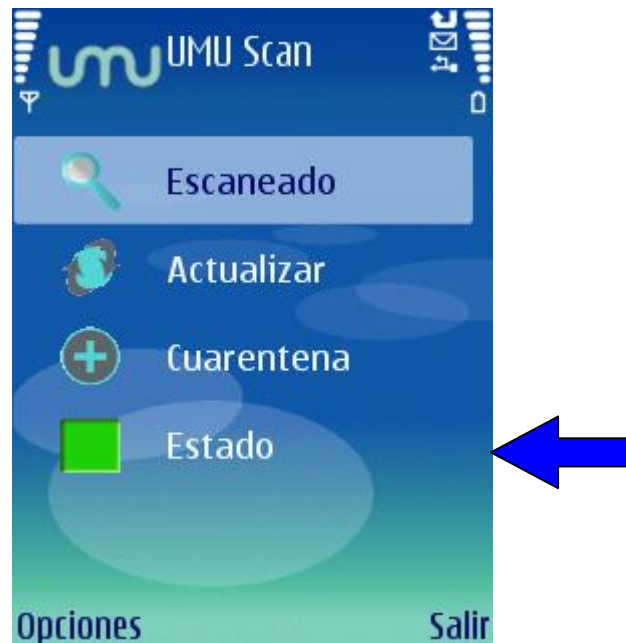 umu UMU Scan
Escaneado
Actualizar
Cuarentena
Estado
Opciones Salir